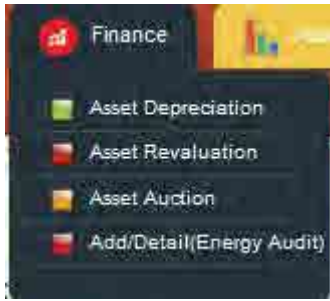 Finance
Asset Depreciation
Asset Revaluation
Asset Auction
Add/Detail(Energy Audit)